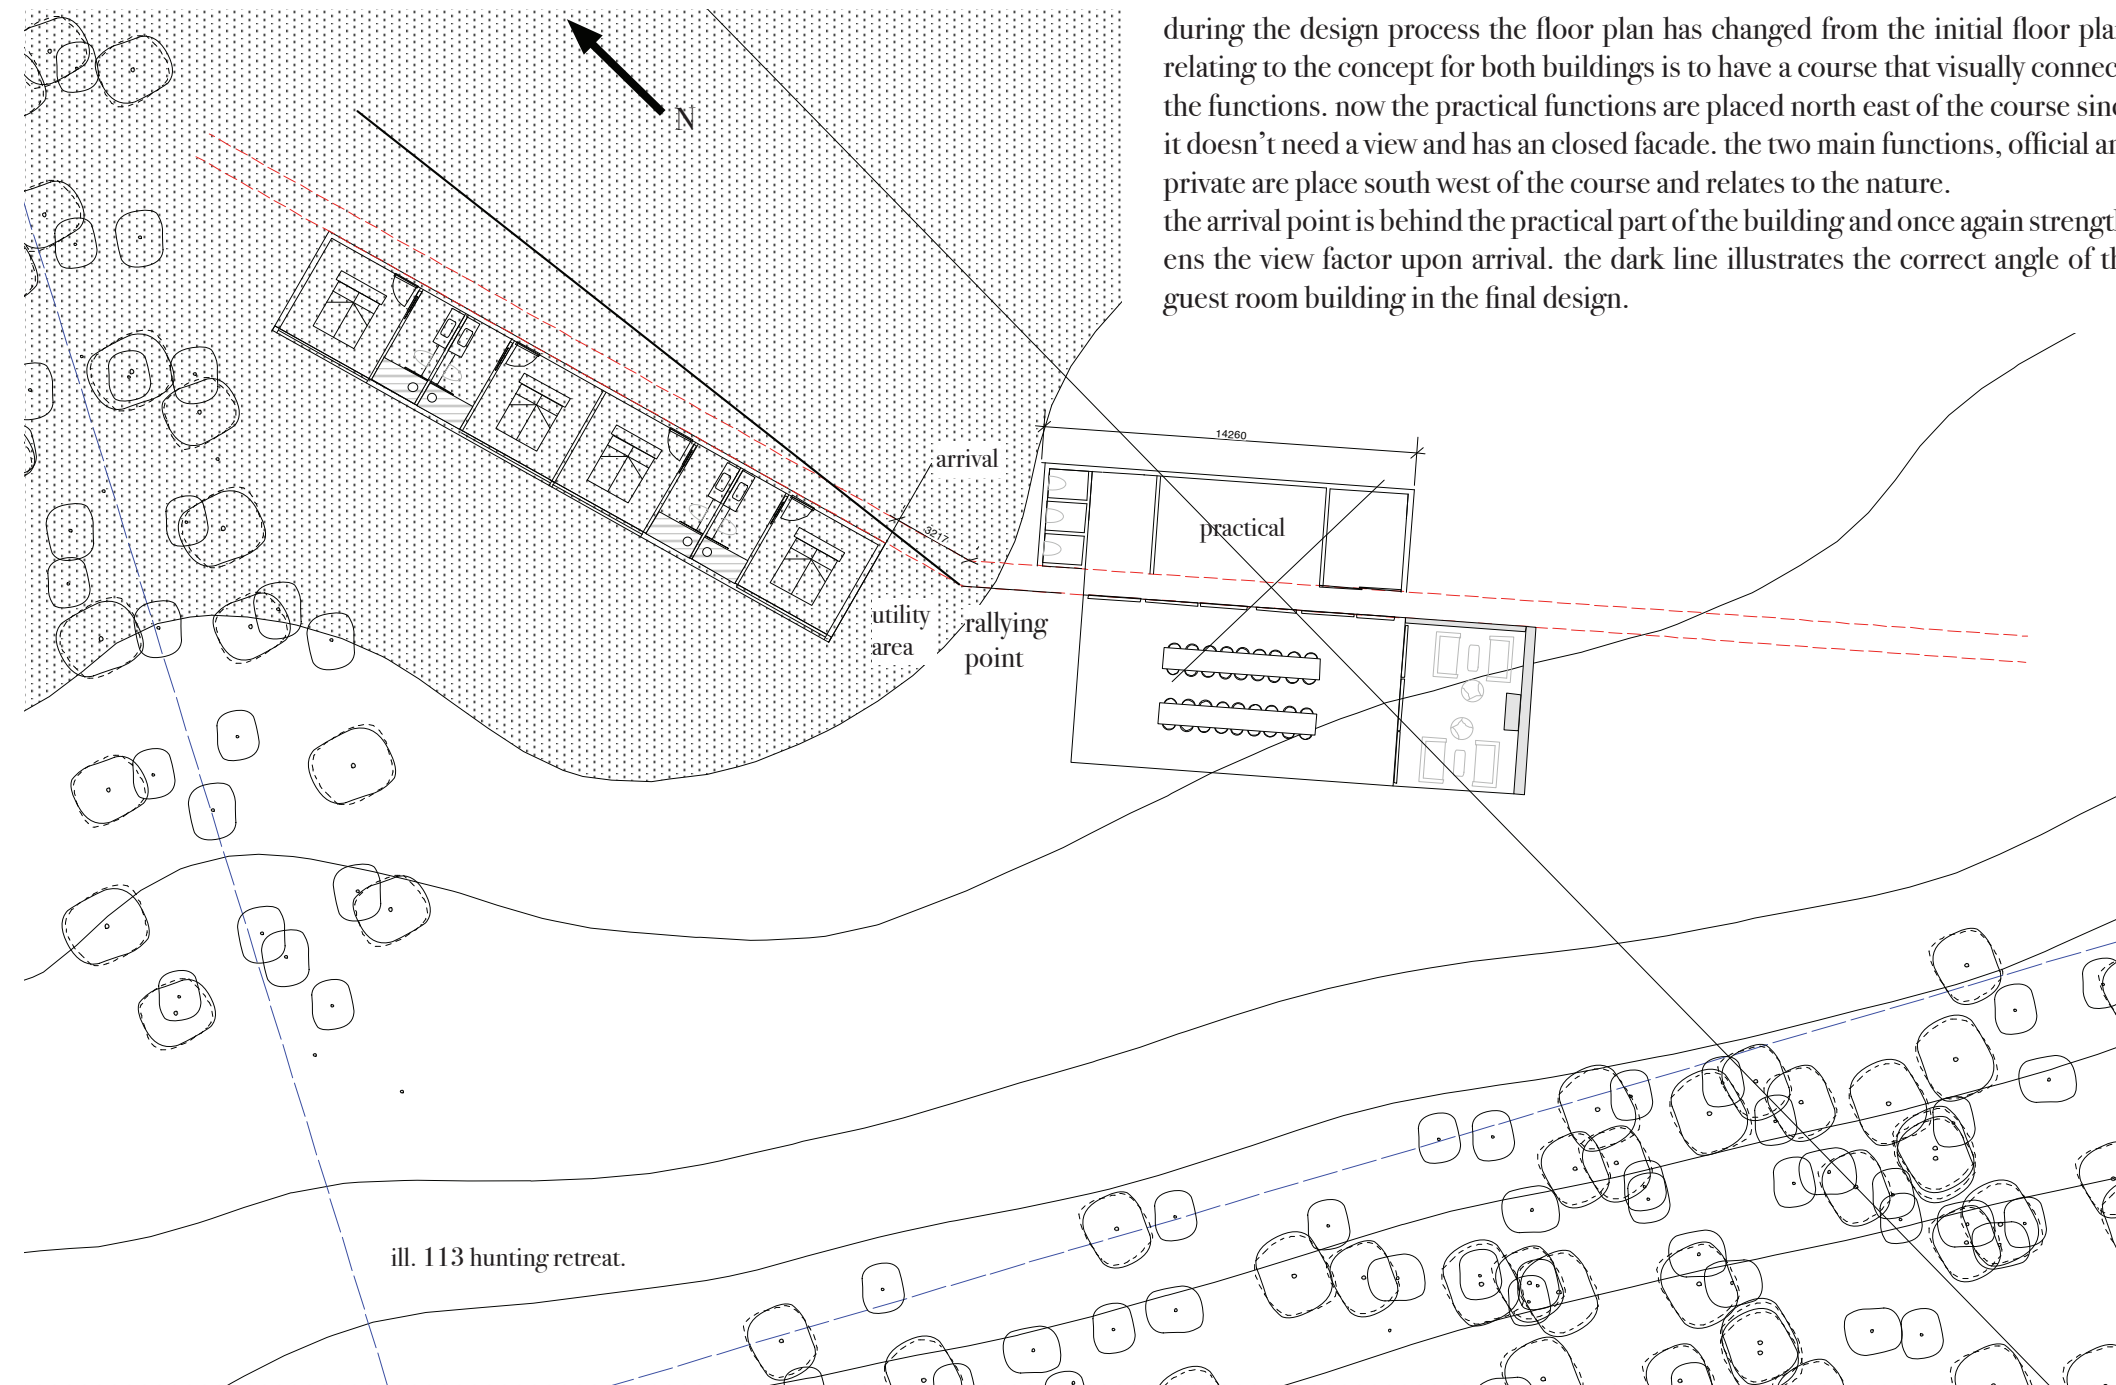 during the design process the floor plan has changed from the initial floor plan
relating to the concept for both buildings is to have a course that visually connec
the functions. now the practical functions are placed north east of the course sinc
it doesn't need a view and has an closed facade. the two main functions, official an
private are place south west of the course and relates to the nature.
the arrival point is behind the practical part of the building and once again strength
ens the view factor upon arrival. the dark line illustrates the correct angle of th
guest room building in the final design.
N
14260
arrival
practical
3217
utility
area
rallying
point
ill. 113 hunting retreat.